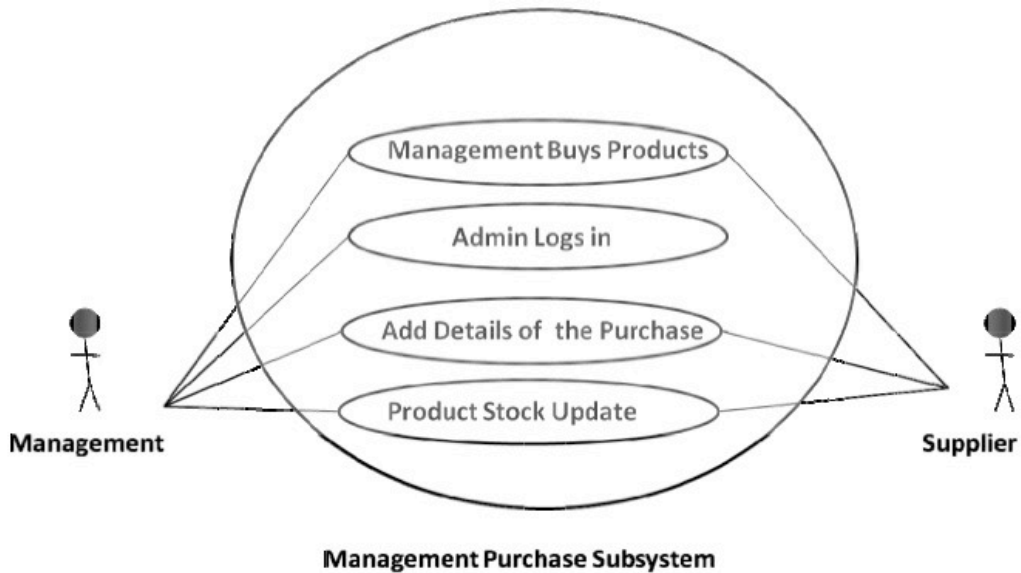 Management Buys Products
Admin Logs in
Add Details of the Purchase
Product Stock Update
Management
Supplier
Management Purchase Subsystem